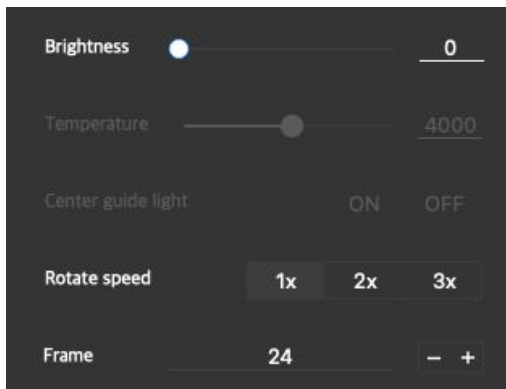 Brightness 0
Temperature 4000
Center guide light ON OFF
Rotate speed 1x 2x 3x
Frame 24 − +